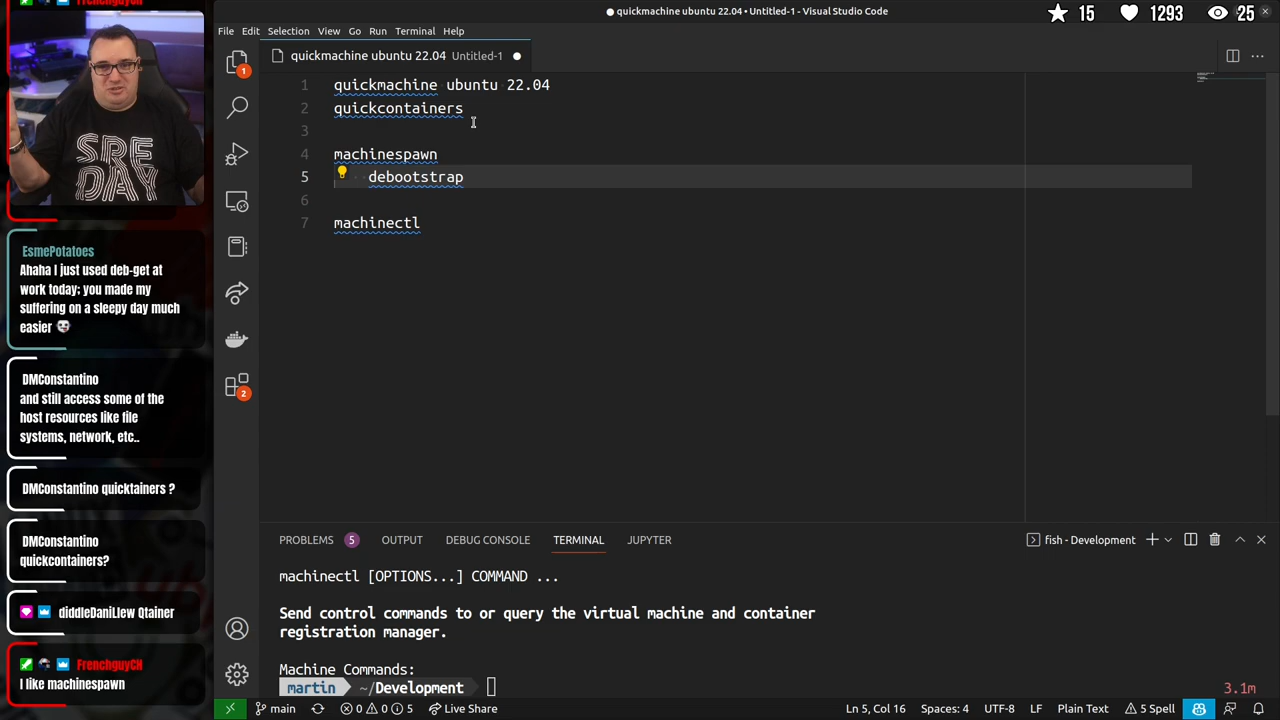 FrenchguyCH
quickmachine ubuntu 22.04 • Untitled-1 - Visual Studio Code
15
1293
25
File Edit Selection View Go Run Terminal Help
quickmachine ubuntu 22.04 Untitled-1
1
1 quickmachine ubuntu 22.04
2 quickcontainers
3
4 machinespawn
5 debootstrap
6
7 machinectl
SRE
DAY
EsmePotatoes
Ahaha I just used deb-get at
work today; you made my
suffering on a sleepy day much
easier
DMConstantino
and still access some of the
host resources like file
systems, network, etc..
DMConstantino quicktainers ?
DMConstantino
quickcontainers?
diddleDaniLlew Qtainer
FrenchguyCH
I like machinespawn
2
PROBLEMS 5 OUTPUT DEBUG CONSOLE TERMINAL JUPYTER
fish - Development
machinectl [OPTIONS...] COMMAND ...
Send control commands to or query the virtual machine and container
registration manager.
Machine Commands:
martin ~/Development
3.1m
main 0 0 5 Live Share
Ln 5, Col 16 Spaces: 4 UTF-8 LF Plain Text 5 Spell